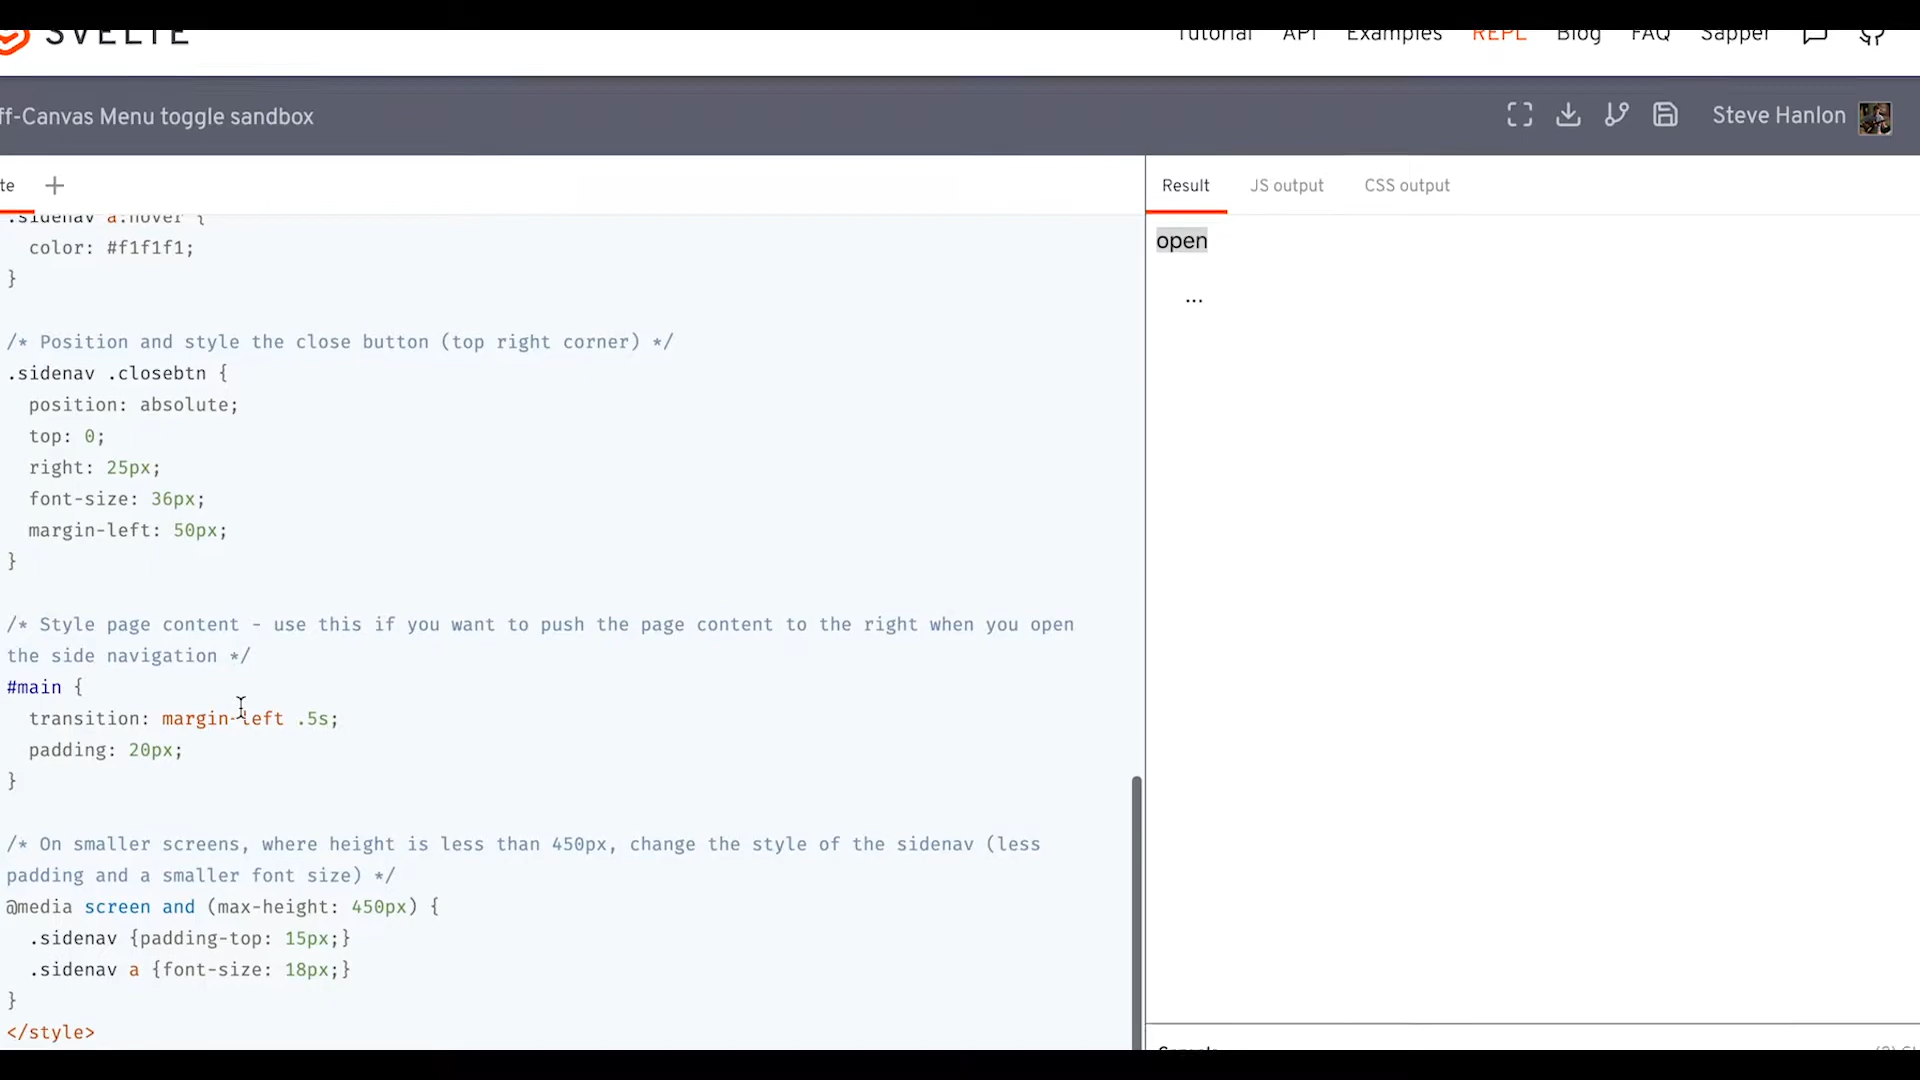 SVELTE
Tutorial API Examples REPL Blog FAQ Sapper
ff-Canvas Menu toggle sandbox
Steve Hanlon
te +
Result JS output CSS output
.sidenav a:hover {
color: #f1f1f1;
}
/* Position and style the close button (top right corner) */
.sidenav .closebtn {
position: absolute;
top: 0;
right: 25px;
font-size: 36px;
margin-left: 50px;
}
/* Style page content - use this if you want to push the page content to the right when you open
the side navigation */
#main {
transition: margin-left .5s;
padding: 20px;
}
/* On smaller screens, where height is less than 450px, change the style of the sidenav (less
padding and a smaller font size) */
@media screen and (max-height: 450px) {
.sidenav {padding-top: 15px;}
.sidenav a {font-size: 18px;}
}
</style>
open
...
Console